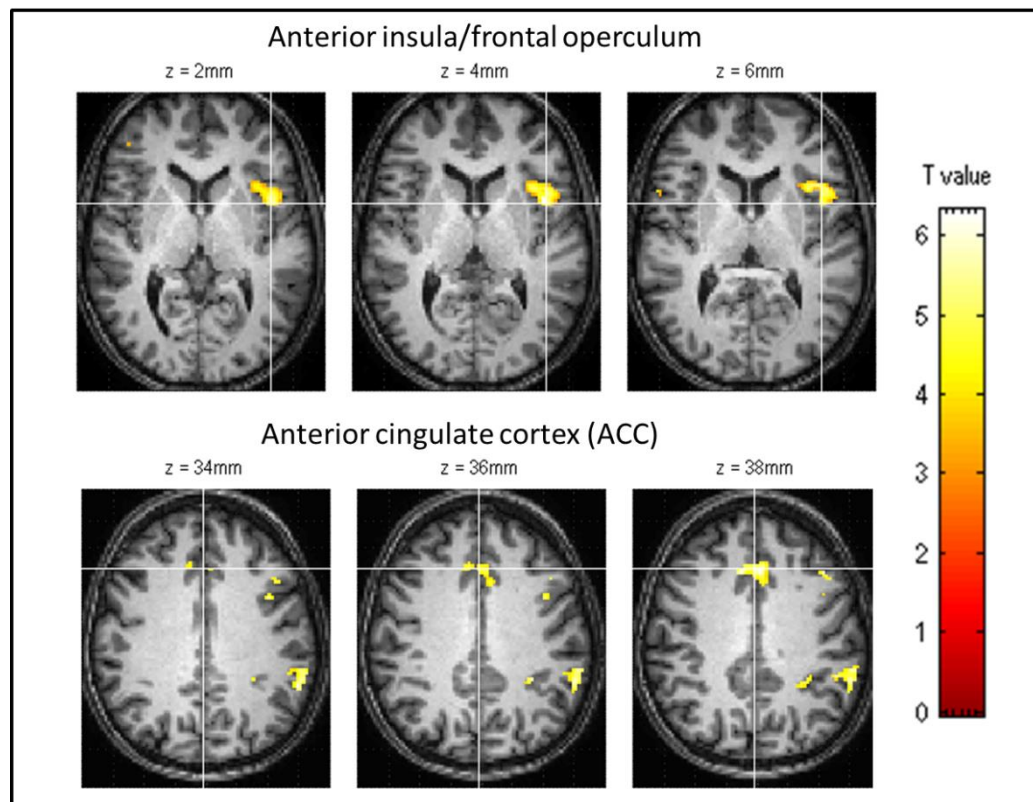 Anterior insula/frontal operculum
z = 2mm
z = 4mm
z = 6mm
T value
6
5
4
3
2
1
0
Anterior cingulate cortex (ACC)
z = 34mm
z = 36mm
z = 38mm